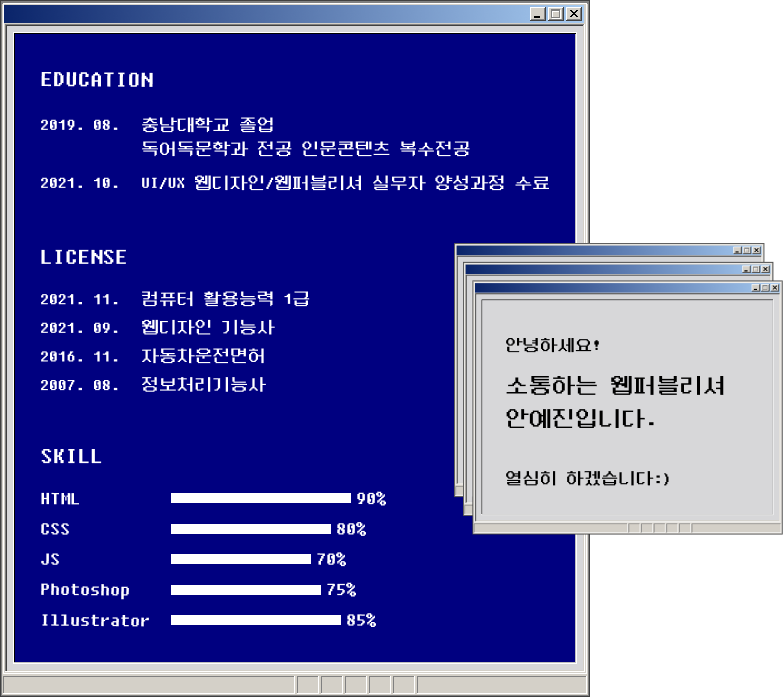 EDUCATION
2019. 08. 충남대학교 졸업
독어독문학과 전공 인문콘텐츠 복수전공
2021. 10. UI/UX 웹디자인/웹퍼블리셔 실무자 양성과정 수료
LICENSE
2021. 11. 컴퓨터 활용능력 1급
2021. 09. 웹디자인 기능사
2016. 11. 자동차운전면허
2007. 08. 정보처리기능사
SKILL
HTML 90%
CSS 80%
JS 70%
Photoshop 75%
Illustrator 85%
안녕하세요!
소통하는 웹퍼블리셔
안예진입니다.
열심히 하겠습니다:)